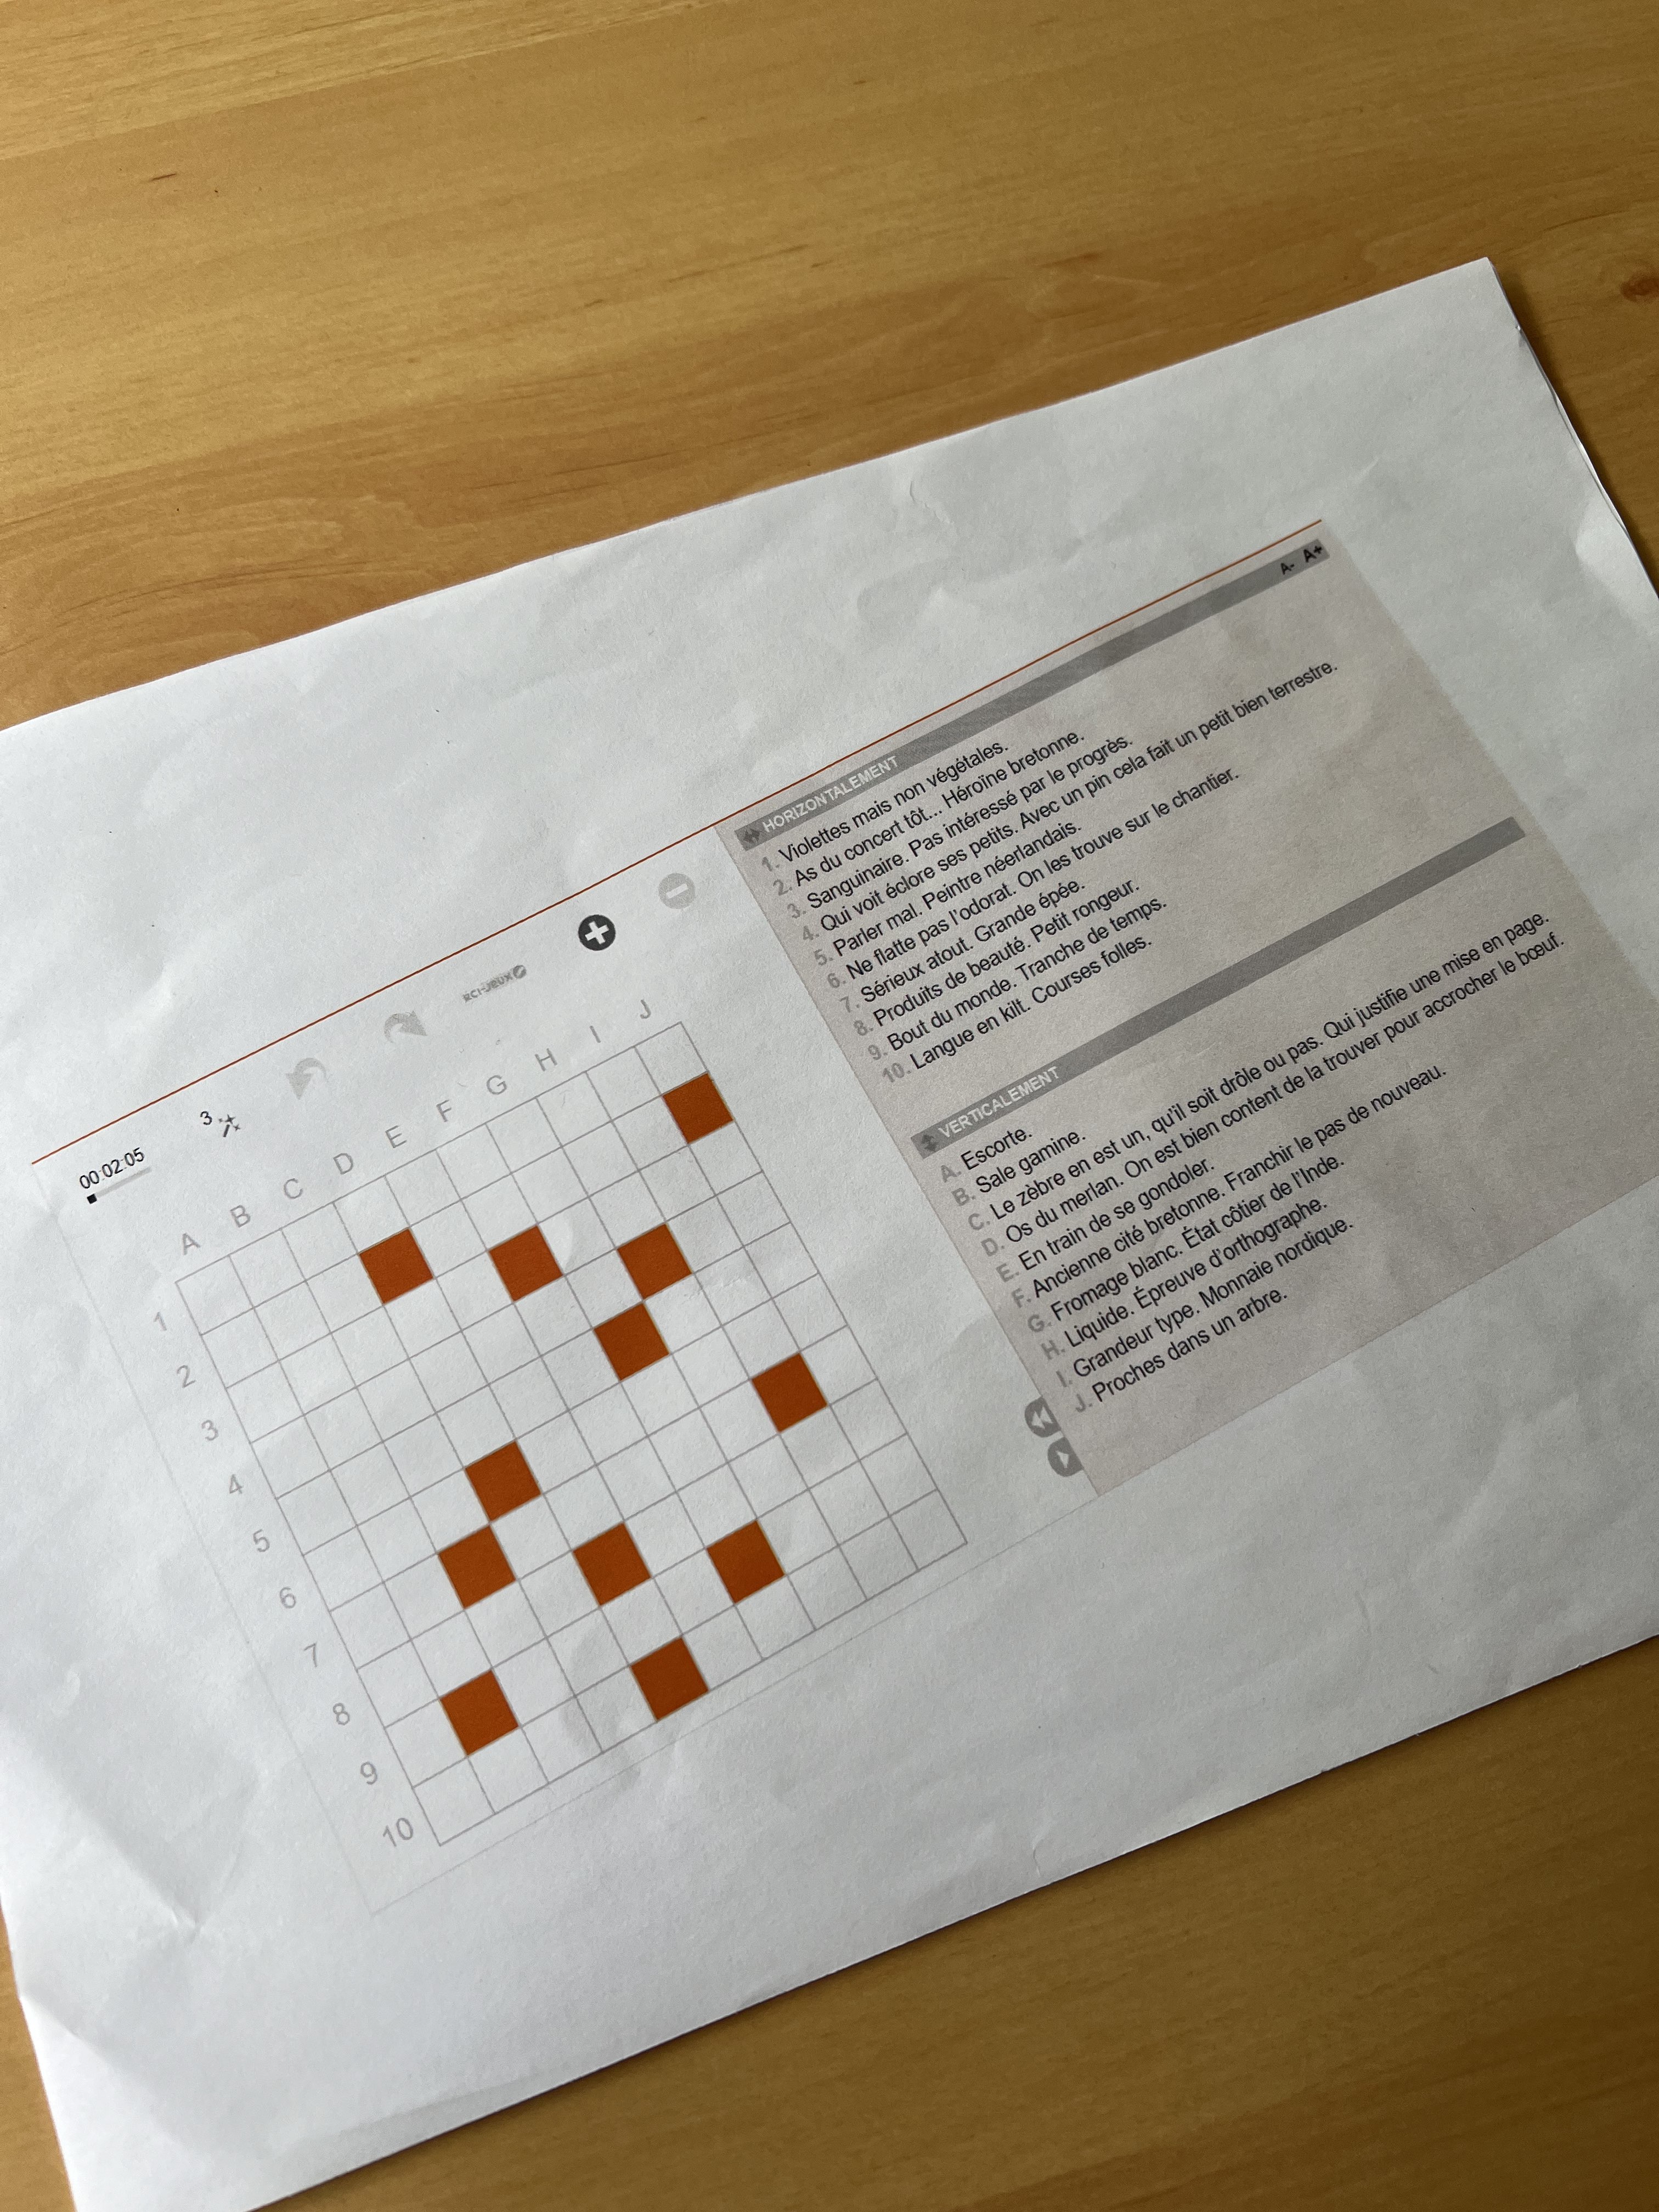 00:02:05
3
RCI-JEUX
A B C D E F G H I J
1
2
3
4
5
6
7
8
9
10
A- A+
HORIZONTALEMENT
1. Violettes mais non végétales.
2. As du concert tôt... Héroïne bretonne.
3. Sanguinaire. Pas intéressé par le progrès.
4. Qui voit éclore ses petits. Avec un pin cela fait un petit bien terrestre.
5. Parler mal. Peintre néerlandais.
6. Ne flatte pas l'odorat. On les trouve sur le chantier.
7. Sérieux atout. Grande épée.
8. Produits de beauté. Petit rongeur.
9. Bout du monde. Tranche de temps.
10. Langue en kilt. Courses folles.
VERTICALEMENT
A. Escorte.
B. Sale gamine.
C. Le zèbre en est un, qu'il soit drôle ou pas. Qui justifie une mise en page.
D. Os du merlan. On est bien content de la trouver pour accrocher le bœuf.
E. En train de se gondoler.
F. Ancienne cité bretonne. Franchir le pas de nouveau.
G. Fromage blanc. État côtier de l'Inde.
H. Liquide. Épreuve d'orthographe.
I. Grandeur type. Monnaie nordique.
J. Proches dans un arbre.